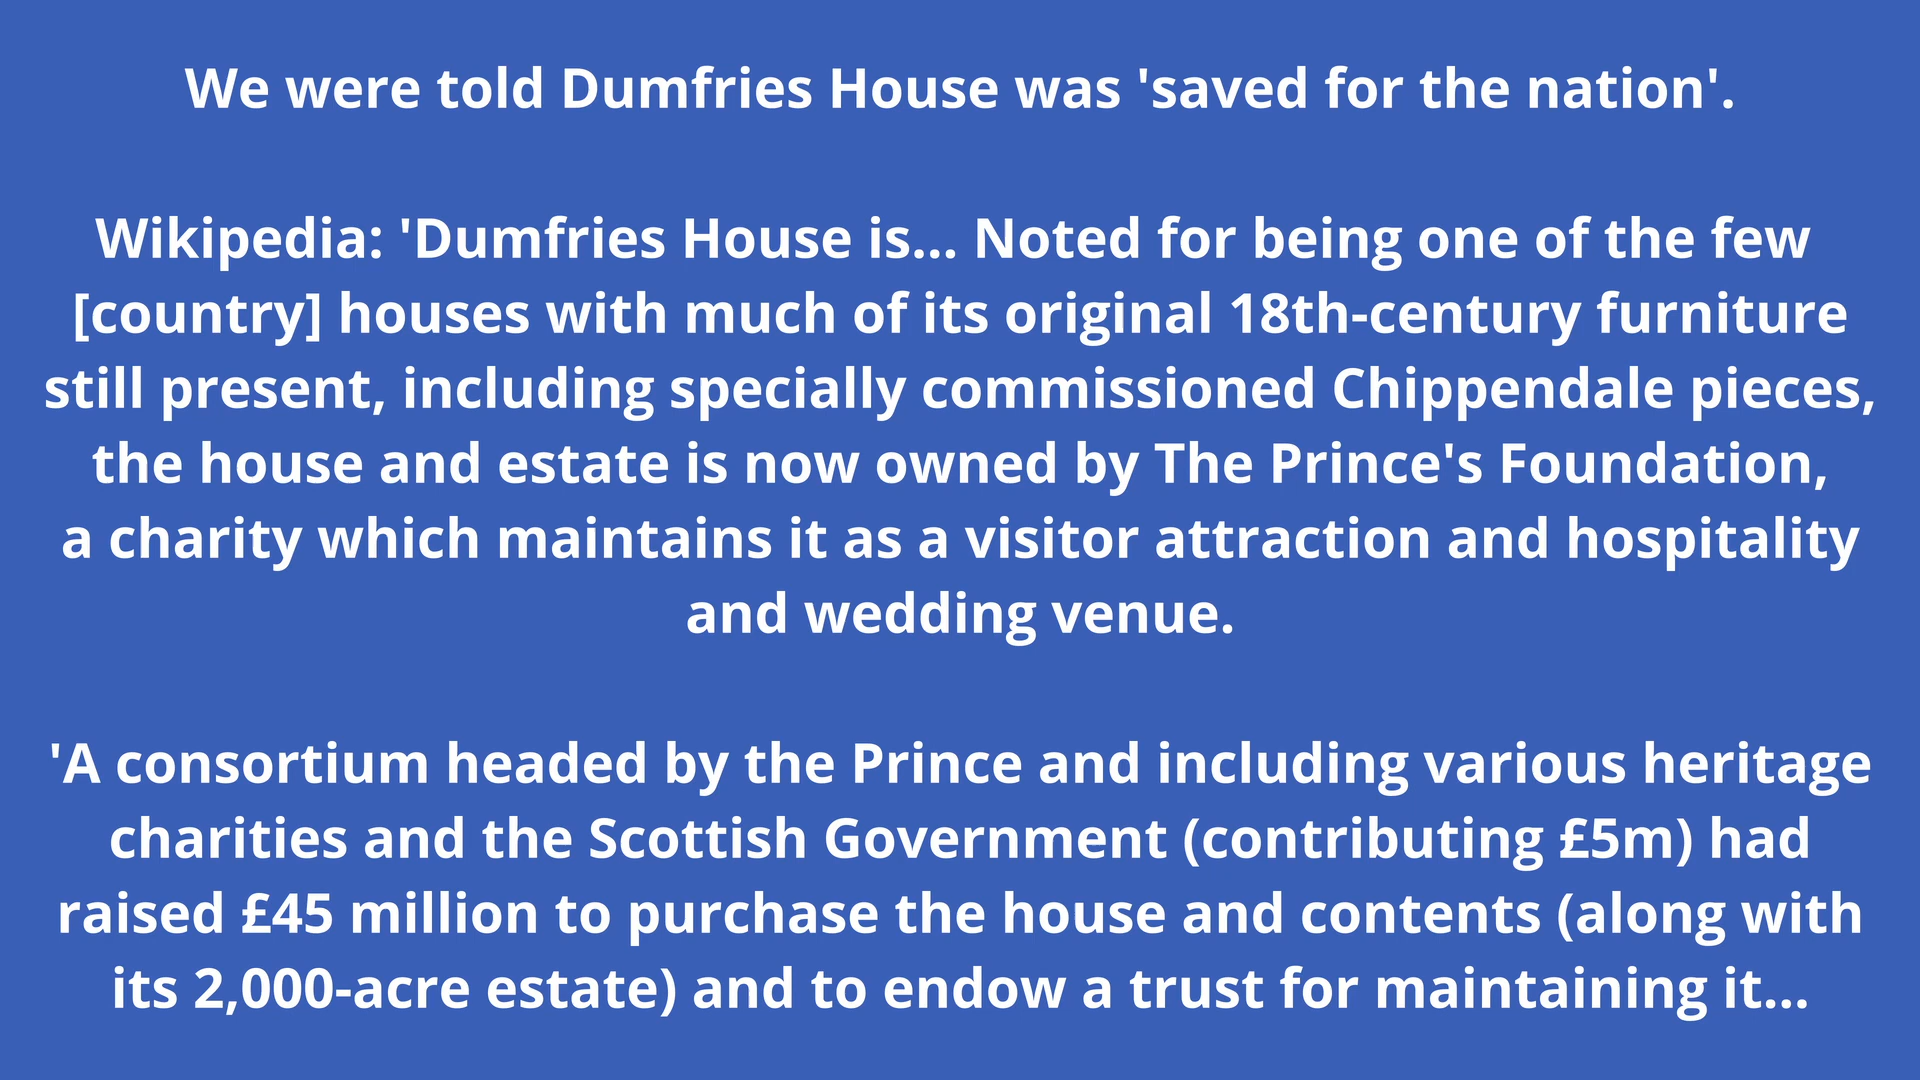 We were told Dumfries House was 'saved for the nation'.
Wikipedia: 'Dumfries House is... Noted for being one of the few
[country] houses with much of its original 18th-century furniture
still present, including specially commissioned Chippendale pieces,
the house and estate is now owned by The Prince's Foundation,
a charity which maintains it as a visitor attraction and hospitality
and wedding venue.
'A consortium headed by the Prince and including various heritage
charities and the Scottish Government (contributing £5m) had
raised £45 million to purchase the house and contents (along with
its 2,000-acre estate) and to endow a trust for maintaining it...